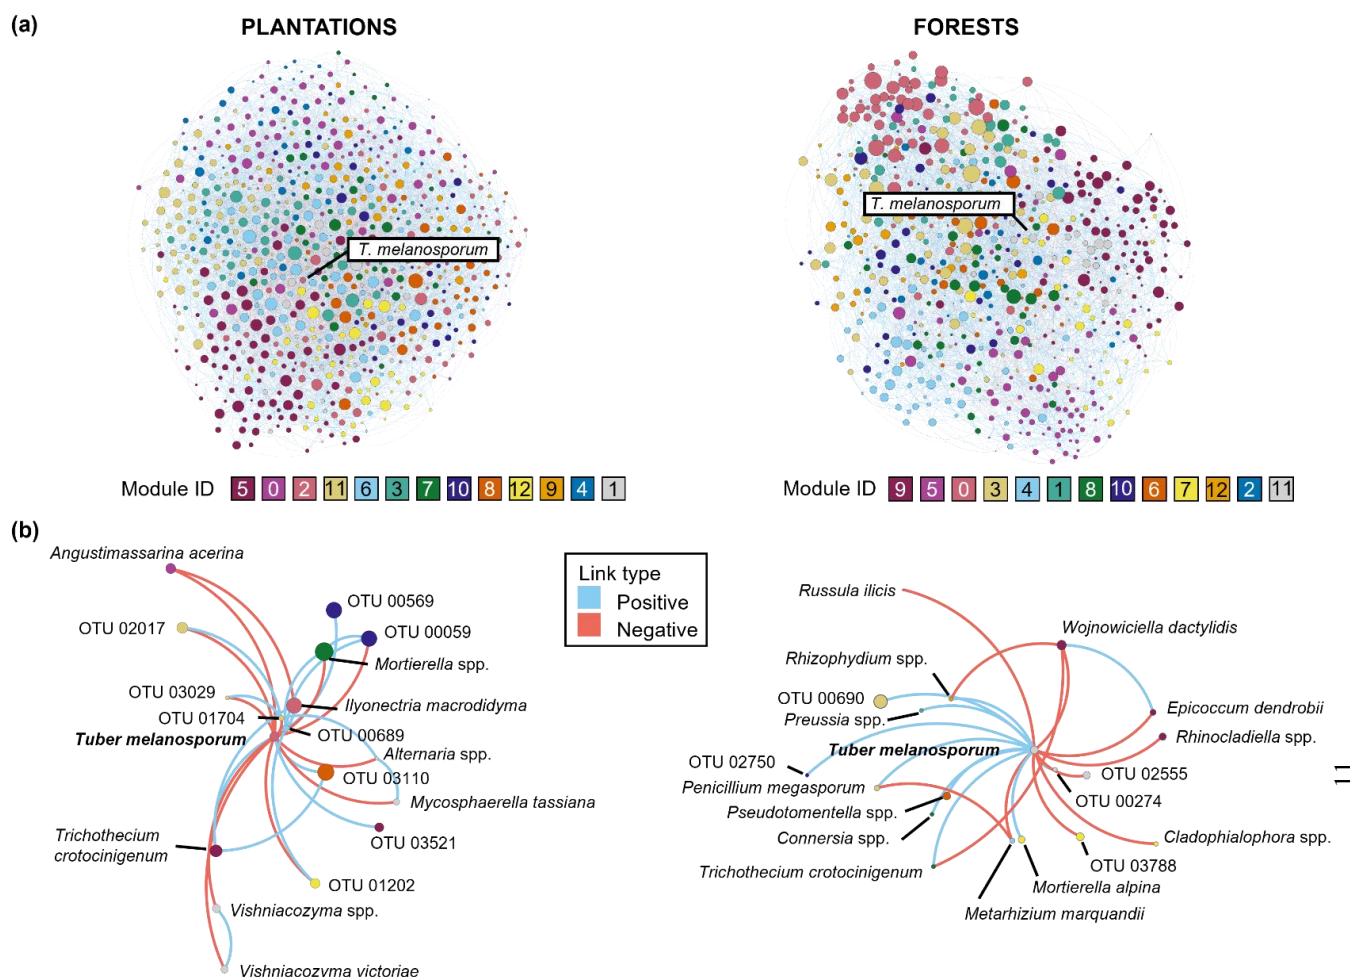 (a)
PLANTATIONS
FORESTS
T. melanosporum
T. melanosporum
Module ID 5 0 2 11 6 3 7 10 8 12 9 4 1
Module ID 9 5 0 3 4 1 8 10 6 7 12 2 11
(b)
Angustimassarina acerina
OTU 00569
OTU 02017
OTU 00059
Mortierella spp.
OTU 03029
Ilyonectria macrodidyma
OTU 01704
OTU 00689
Tuber melanosporum
Alternaria spp.
OTU 03110
Mycosphaerella tassiana
OTU 03521
Trichothecium
crotocinigenum
OTU 01202
Vishniacozyma spp.
Vishniacozyma victoriae
Link type
Positive
Negative
Russula ilicis
Wojnowiciella dactylidis
Rhizophydium spp.
OTU 00690
Preussia spp.
Epicoccum dendrobii
Rhinocladiella spp.
Tuber melanosporum
OTU 02750
OTU 02555
Penicillium megasporum
OTU 00274
Pseudotomentella spp.
Connersia spp.
Cladophialophora spp.
Trichothecium crotocinigenum
OTU 03788
Mortierella alpina
Metarhizium marquandii
11